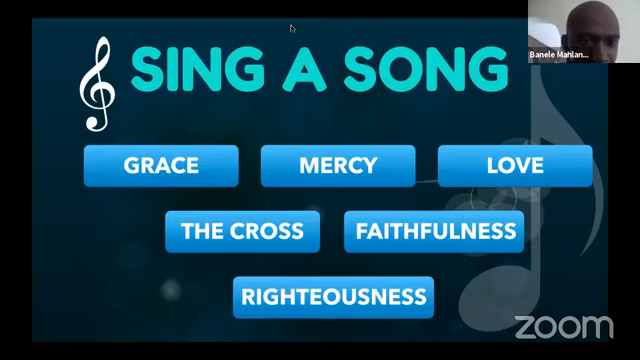 Banele Mahlan...
SING A SONG
GRACE MERCY LOVE
THE CROSS FAITHFULNESS
RIGHTEOUSNESS
zoom